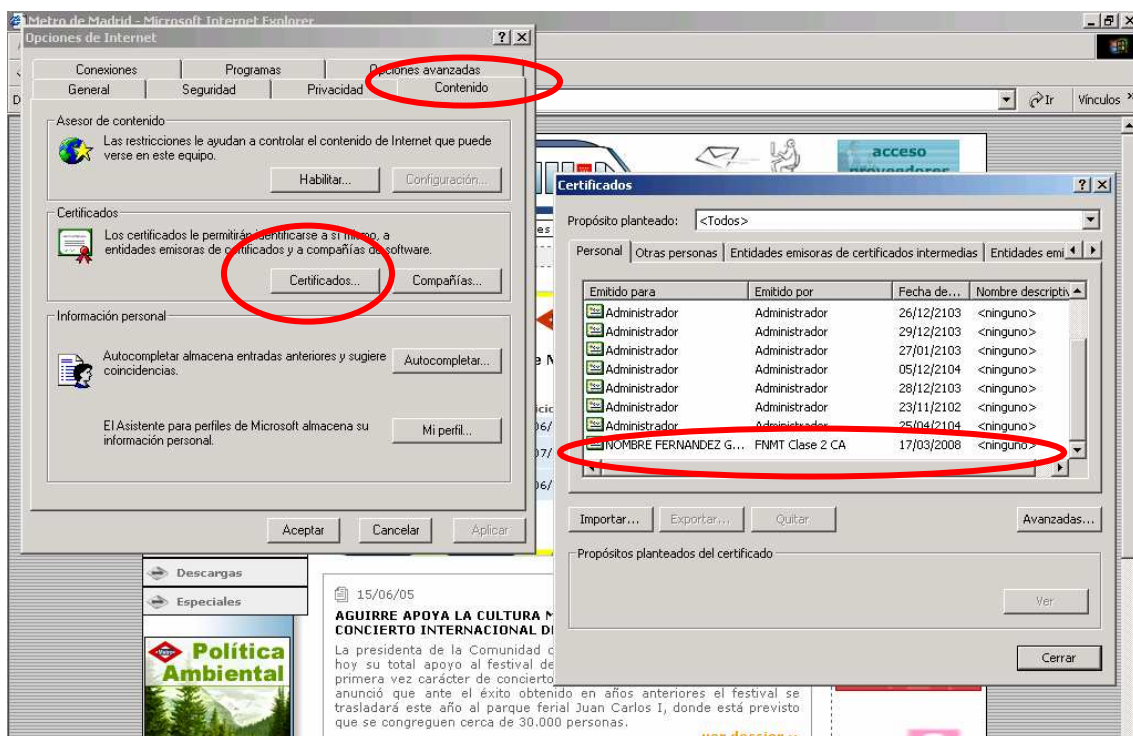 Metro de Madrid - Microsoft Internet Explorer
Opciones de Internet
Conexiones
Programas
Opciones avanzadas
General
Seguridad
Privacidad
Contenido
Asesor de contenido
Las restricciones le ayudan a controlar el contenido de Internet que puede
verse en este equipo.
Habilitar...
Configuración...
Certificados
Los certificados le permitirán identificarse a sí mismo, a
entidades emisoras de certificados y a compañías de software.
Certificados...
Compañías...
Información personal
Autocompletar almacena entradas anteriores y sugiere
coincidencias.
Autocompletar...
El Asistente para perfiles de Microsoft almacena su
información personal.
Mi perfil...
Aceptar
Cancelar
Aplicar
Ir
Vínculos
acceso
proveedores
Certificados
Propósito planteado:
<Todos>
Personal
Otras personas
Entidades emisoras de certificados intermedias
Entidades emi
Emitido para Emitido por Fecha de... Nombre descriptiv
Administrador Administrador 26/12/2103 <ninguno>
Administrador Administrador 29/12/2103 <ninguno>
Administrador Administrador 27/01/2103 <ninguno>
Administrador Administrador 05/12/2104 <ninguno>
Administrador Administrador 28/12/2103 <ninguno>
Administrador Administrador 23/11/2102 <ninguno>
Administrador Administrador 25/04/2104 <ninguno>
NOMBRE FERNANDEZ G... FNMT Clase 2 CA 17/03/2008 <ninguno>
Importar...
Exportar...
Quitar
Avanzadas...
Propósitos planteados del certificado
Ver
Cerrar
Descargas
Especiales
Política
Ambiental
15/06/05
AGUIRRE APOYA LA CULTURA
CONCIERTO INTERNACIONAL
La presidenta de la Comunidad
hoy su total apoyo al festival de
primera vez carácter de concierto
anunció que ante el éxito obtenido en años anteriores el festival se
trasladará este año al parque ferial Juan Carlos I, donde está previsto
que se congreguen cerca de 30.000 personas.
ver dossier